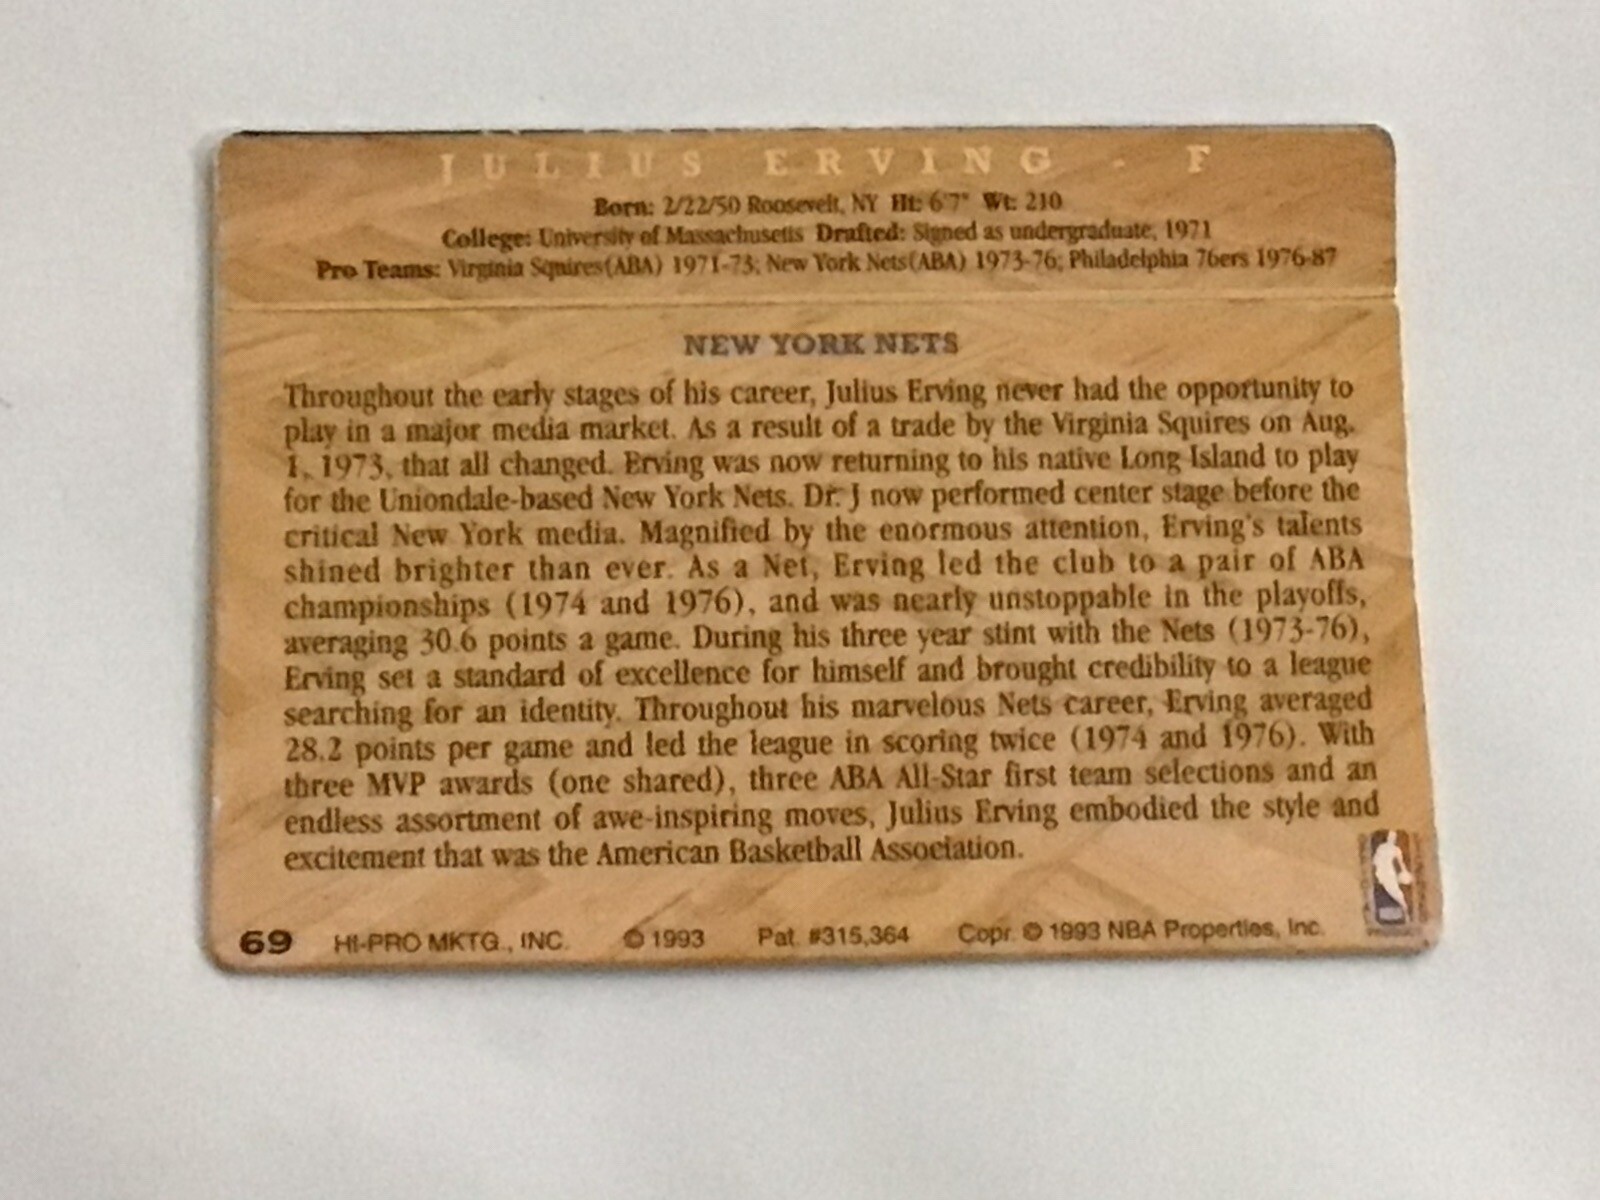 JULIUS ERVING - F
Born: 2/22/50 Roosevelt, NY Ht: 6'7" Wt: 210
College: University of Massachusetts Drafted: Signed as undergraduate, 1971
Pro Teams: Virginia Squires(ABA) 1971-73; New York Nets(ABA) 1973-76; Philadelphia 76ers 1976-87
NEW YORK NETS
Throughout the early stages of his career, Julius Erving never had the opportunity to
play in a major media market. As a result of a trade by the Virginia Squires on Aug.
1, 1973, that all changed. Erving was now returning to his native Long Island to play
for the Uniondale-based New York Nets. Dr. J now performed center stage before the
critical New York media. Magnified by the enormous attention, Erving's talents
shined brighter than ever. As a Net, Erving led the club to a pair of ABA
championships (1974 and 1976), and was nearly unstoppable in the playoffs,
averaging 30.6 points a game. During his three year stint with the Nets (1973-76),
Erving set a standard of excellence for himself and brought credibility to a league
searching for an identity. Throughout his marvelous Nets career, Erving averaged
28.2 points per game and led the league in scoring twice (1974 and 1976). With
three MVP awards (one shared), three ABA All-Star first team selections and an
endless assortment of awe-inspiring moves, Julius Erving embodied the style and
excitement that was the American Basketball Association.
69 HI-PRO MKTG., INC. © 1993 Pat. #315,364 Copr. © 1993 NBA Properties, Inc.